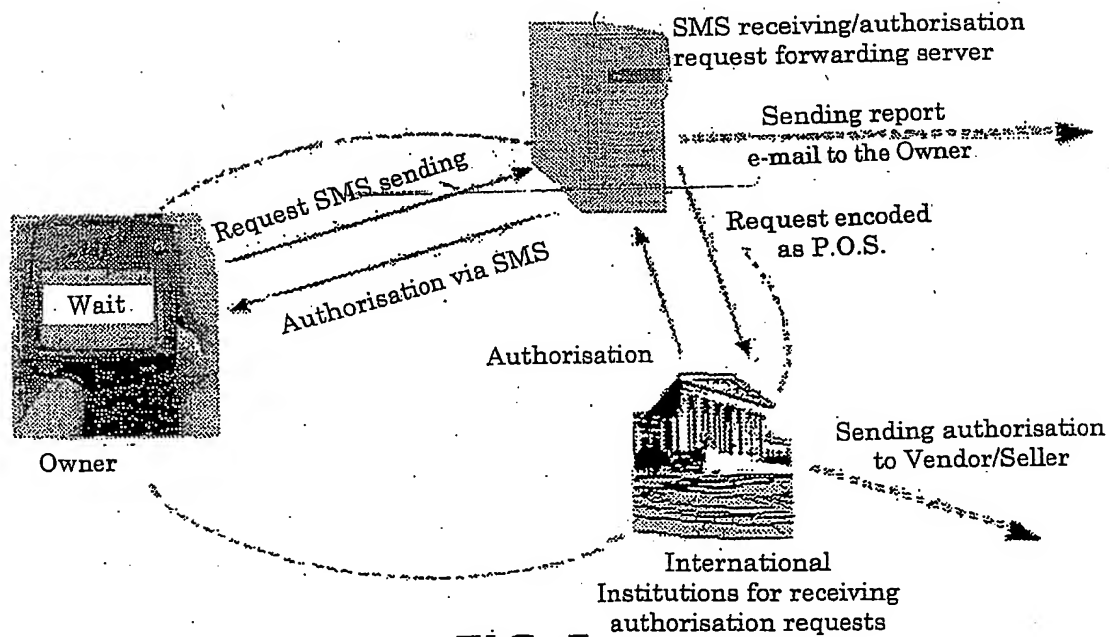 SMS receiving/authorisation
request forwarding server
Sending report
e-mail to the Owner
Request SMS sending
Request encoded
as P.O.S.
Wait
Authorisation via SMS
Authorisation
Sending authorisation
to Vendor/Seller
Owner
International
Institutions for receiving
authorisation requests